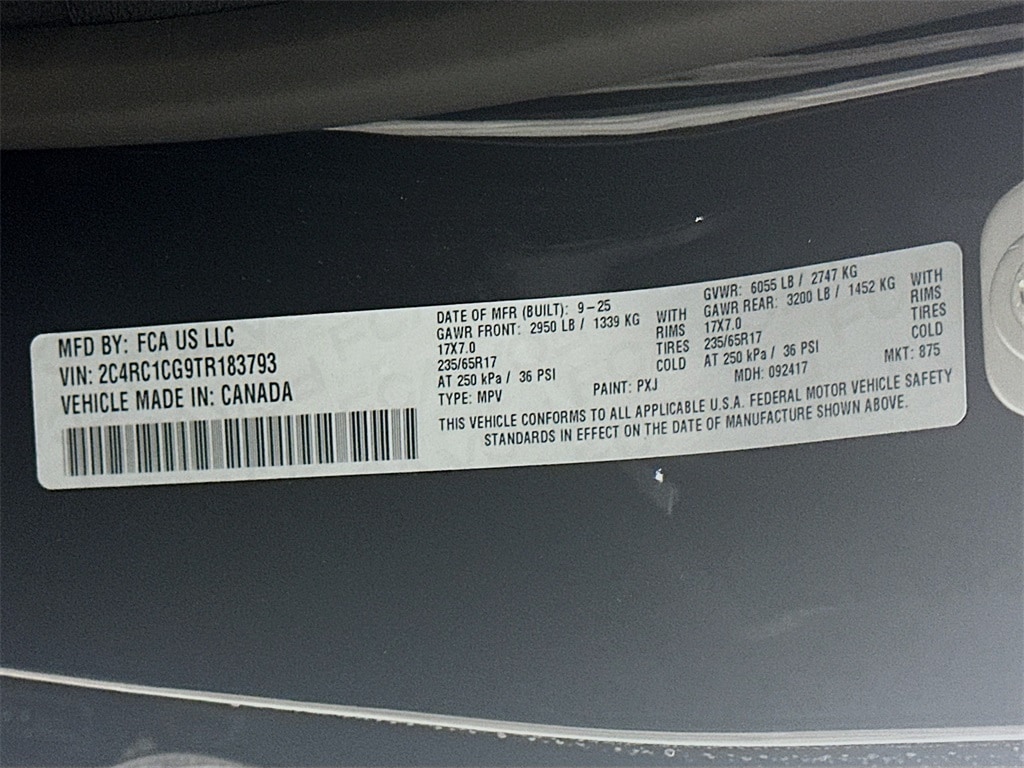 MFD BY: FCA US LLC
VIN: 2C4RC1CG9TR183793
VEHICLE MADE IN: CANADA
DATE OF MFR (BUILT): 9-25
GAWR FRONT: 2950 LB / 1339 KG WITH
17X7.0 RIMS
235/65R17 TIRES
AT 250 kPa / 36 PSI COLD
TYPE: MPV PAINT: PXJ
GVWR: 6055 LB / 2747 KG
GAWR REAR: 3200 LB / 1452 KG WITH
17X7.0 RIMS
235/65R17 TIRES
AT 250 kPa / 36 PSI COLD
MDH: 092417 MKT: 875
THIS VEHICLE CONFORMS TO ALL APPLICABLE U.S.A. FEDERAL MOTOR VEHICLE SAFETY
STANDARDS IN EFFECT ON THE DATE OF MANUFACTURE SHOWN ABOVE.